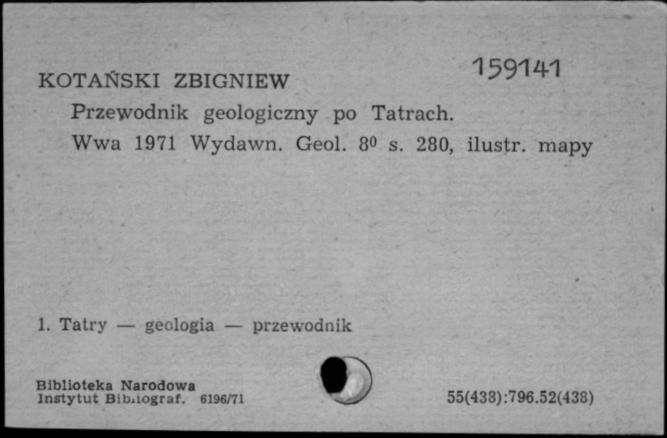 159141
KOTAŃSKI ZBIGNIEW
Przewodnik geologiczny po Tatrach.
Wwa 1971 Wydawn. Geol. 8⁰ s. 280, ilustr. mapy
1. Tatry — geologia — przewodnik
Biblioteka Narodowa
Instytut Bibliograf. 6196/71
55(438):796.52(438)